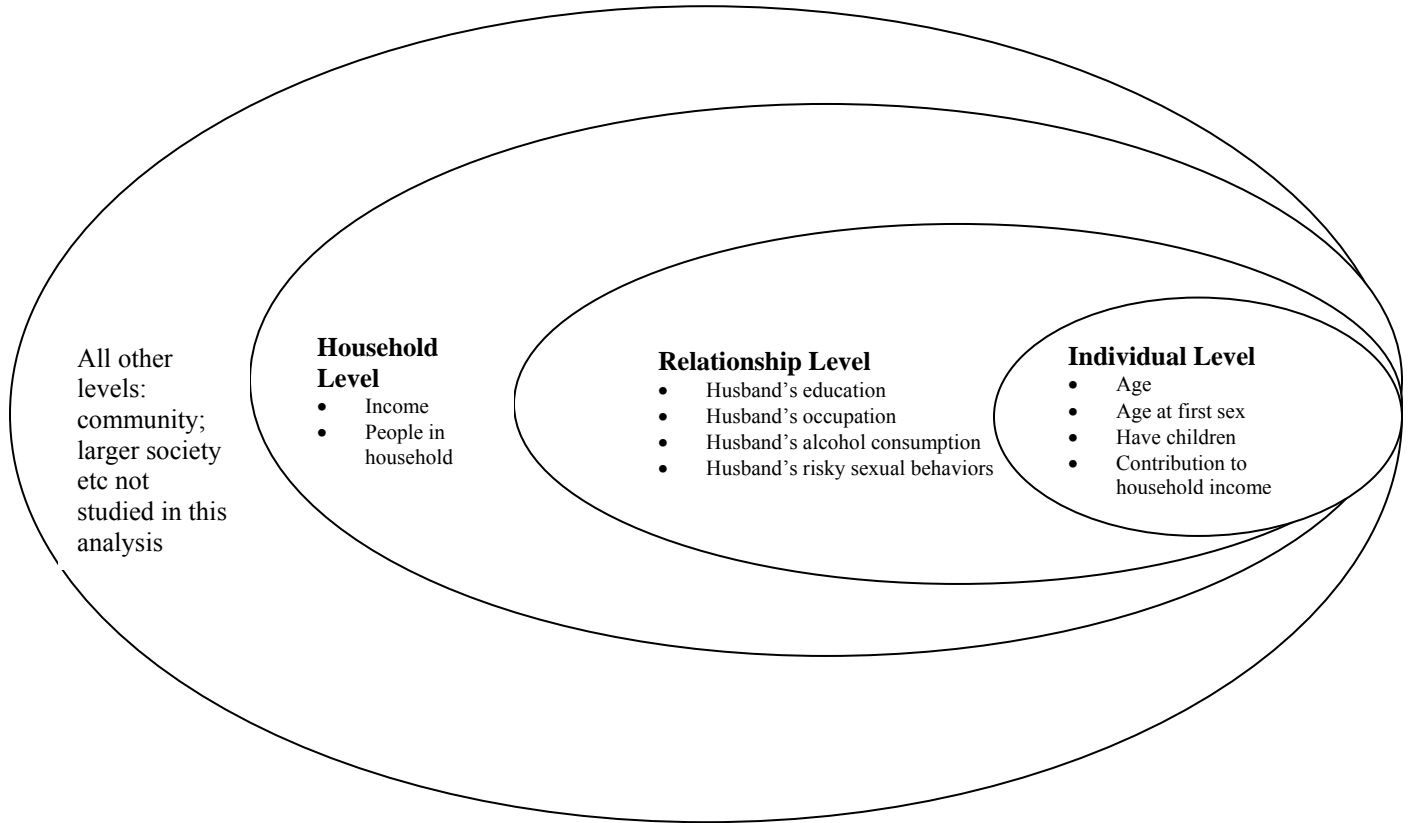 All other
levels:
community;
larger society
etc not
studied in this
analysis
Household
Level
• Income
• People in
household
Relationship Level
• Husband’s education
• Husband’s occupation
• Husband’s alcohol consumption
• Husband’s risky sexual behaviors
Individual Level
• Age
• Age at first sex
• Have children
• Contribution to
household income